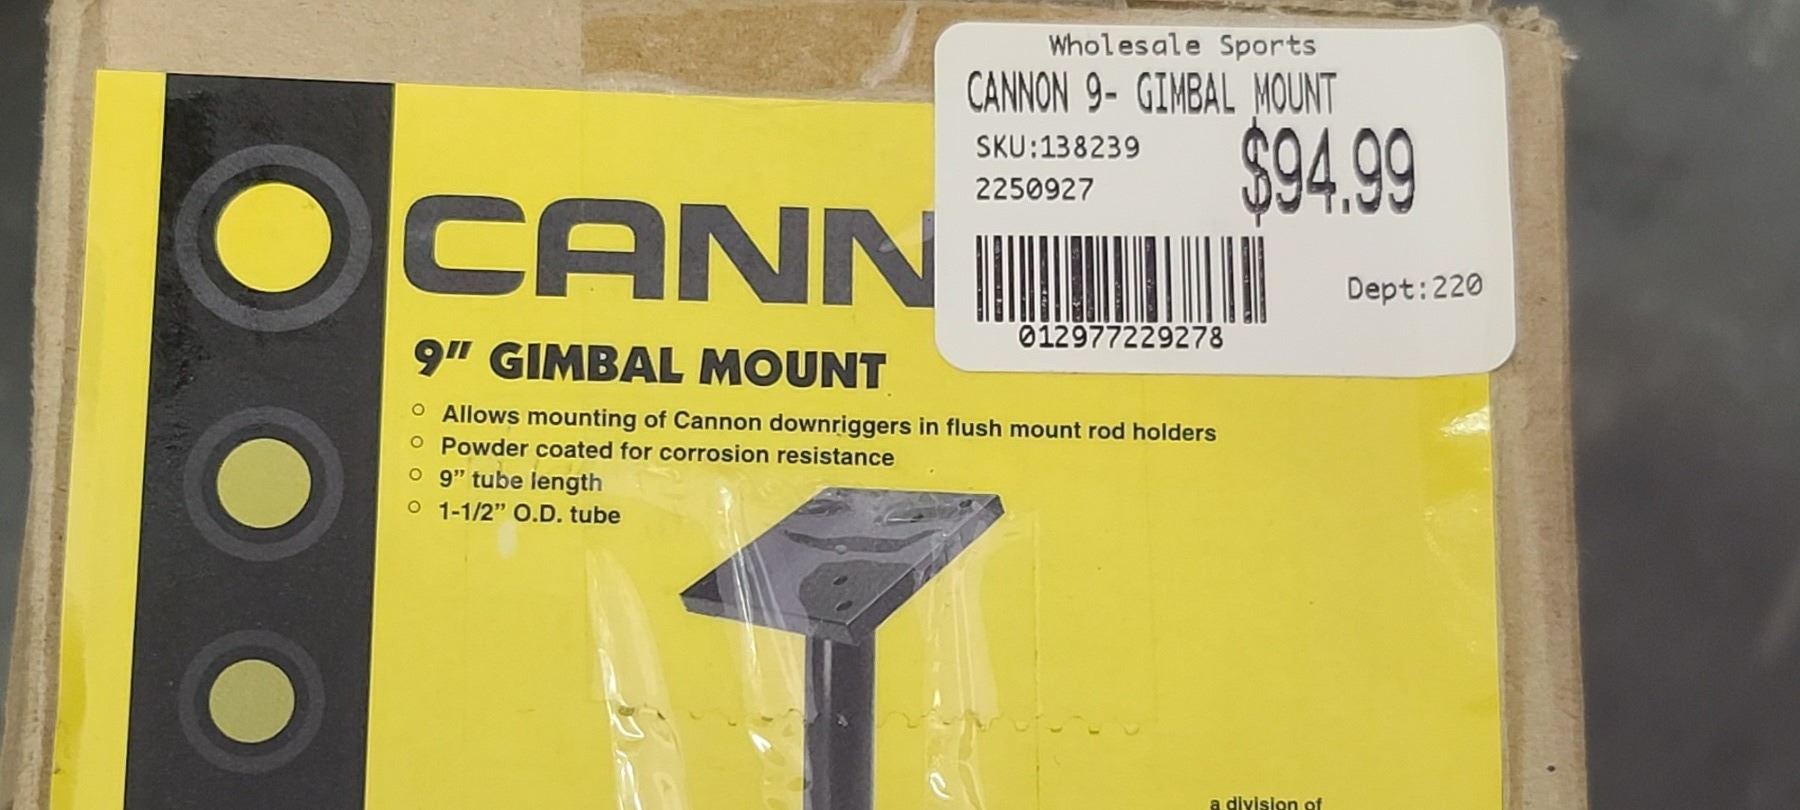 Wholesale Sports
CANNON 9- GIMBAL MOUNT
SKU:138239
$94.99
2250927
012977229278
Dept:220
CANN
9” GIMBAL MOUNT
○ Allows mounting of Cannon downriggers in flush mount rod holders
○ Powder coated for corrosion resistance
○ 9” tube length
○ 1-1/2” O.D. tube
a division of